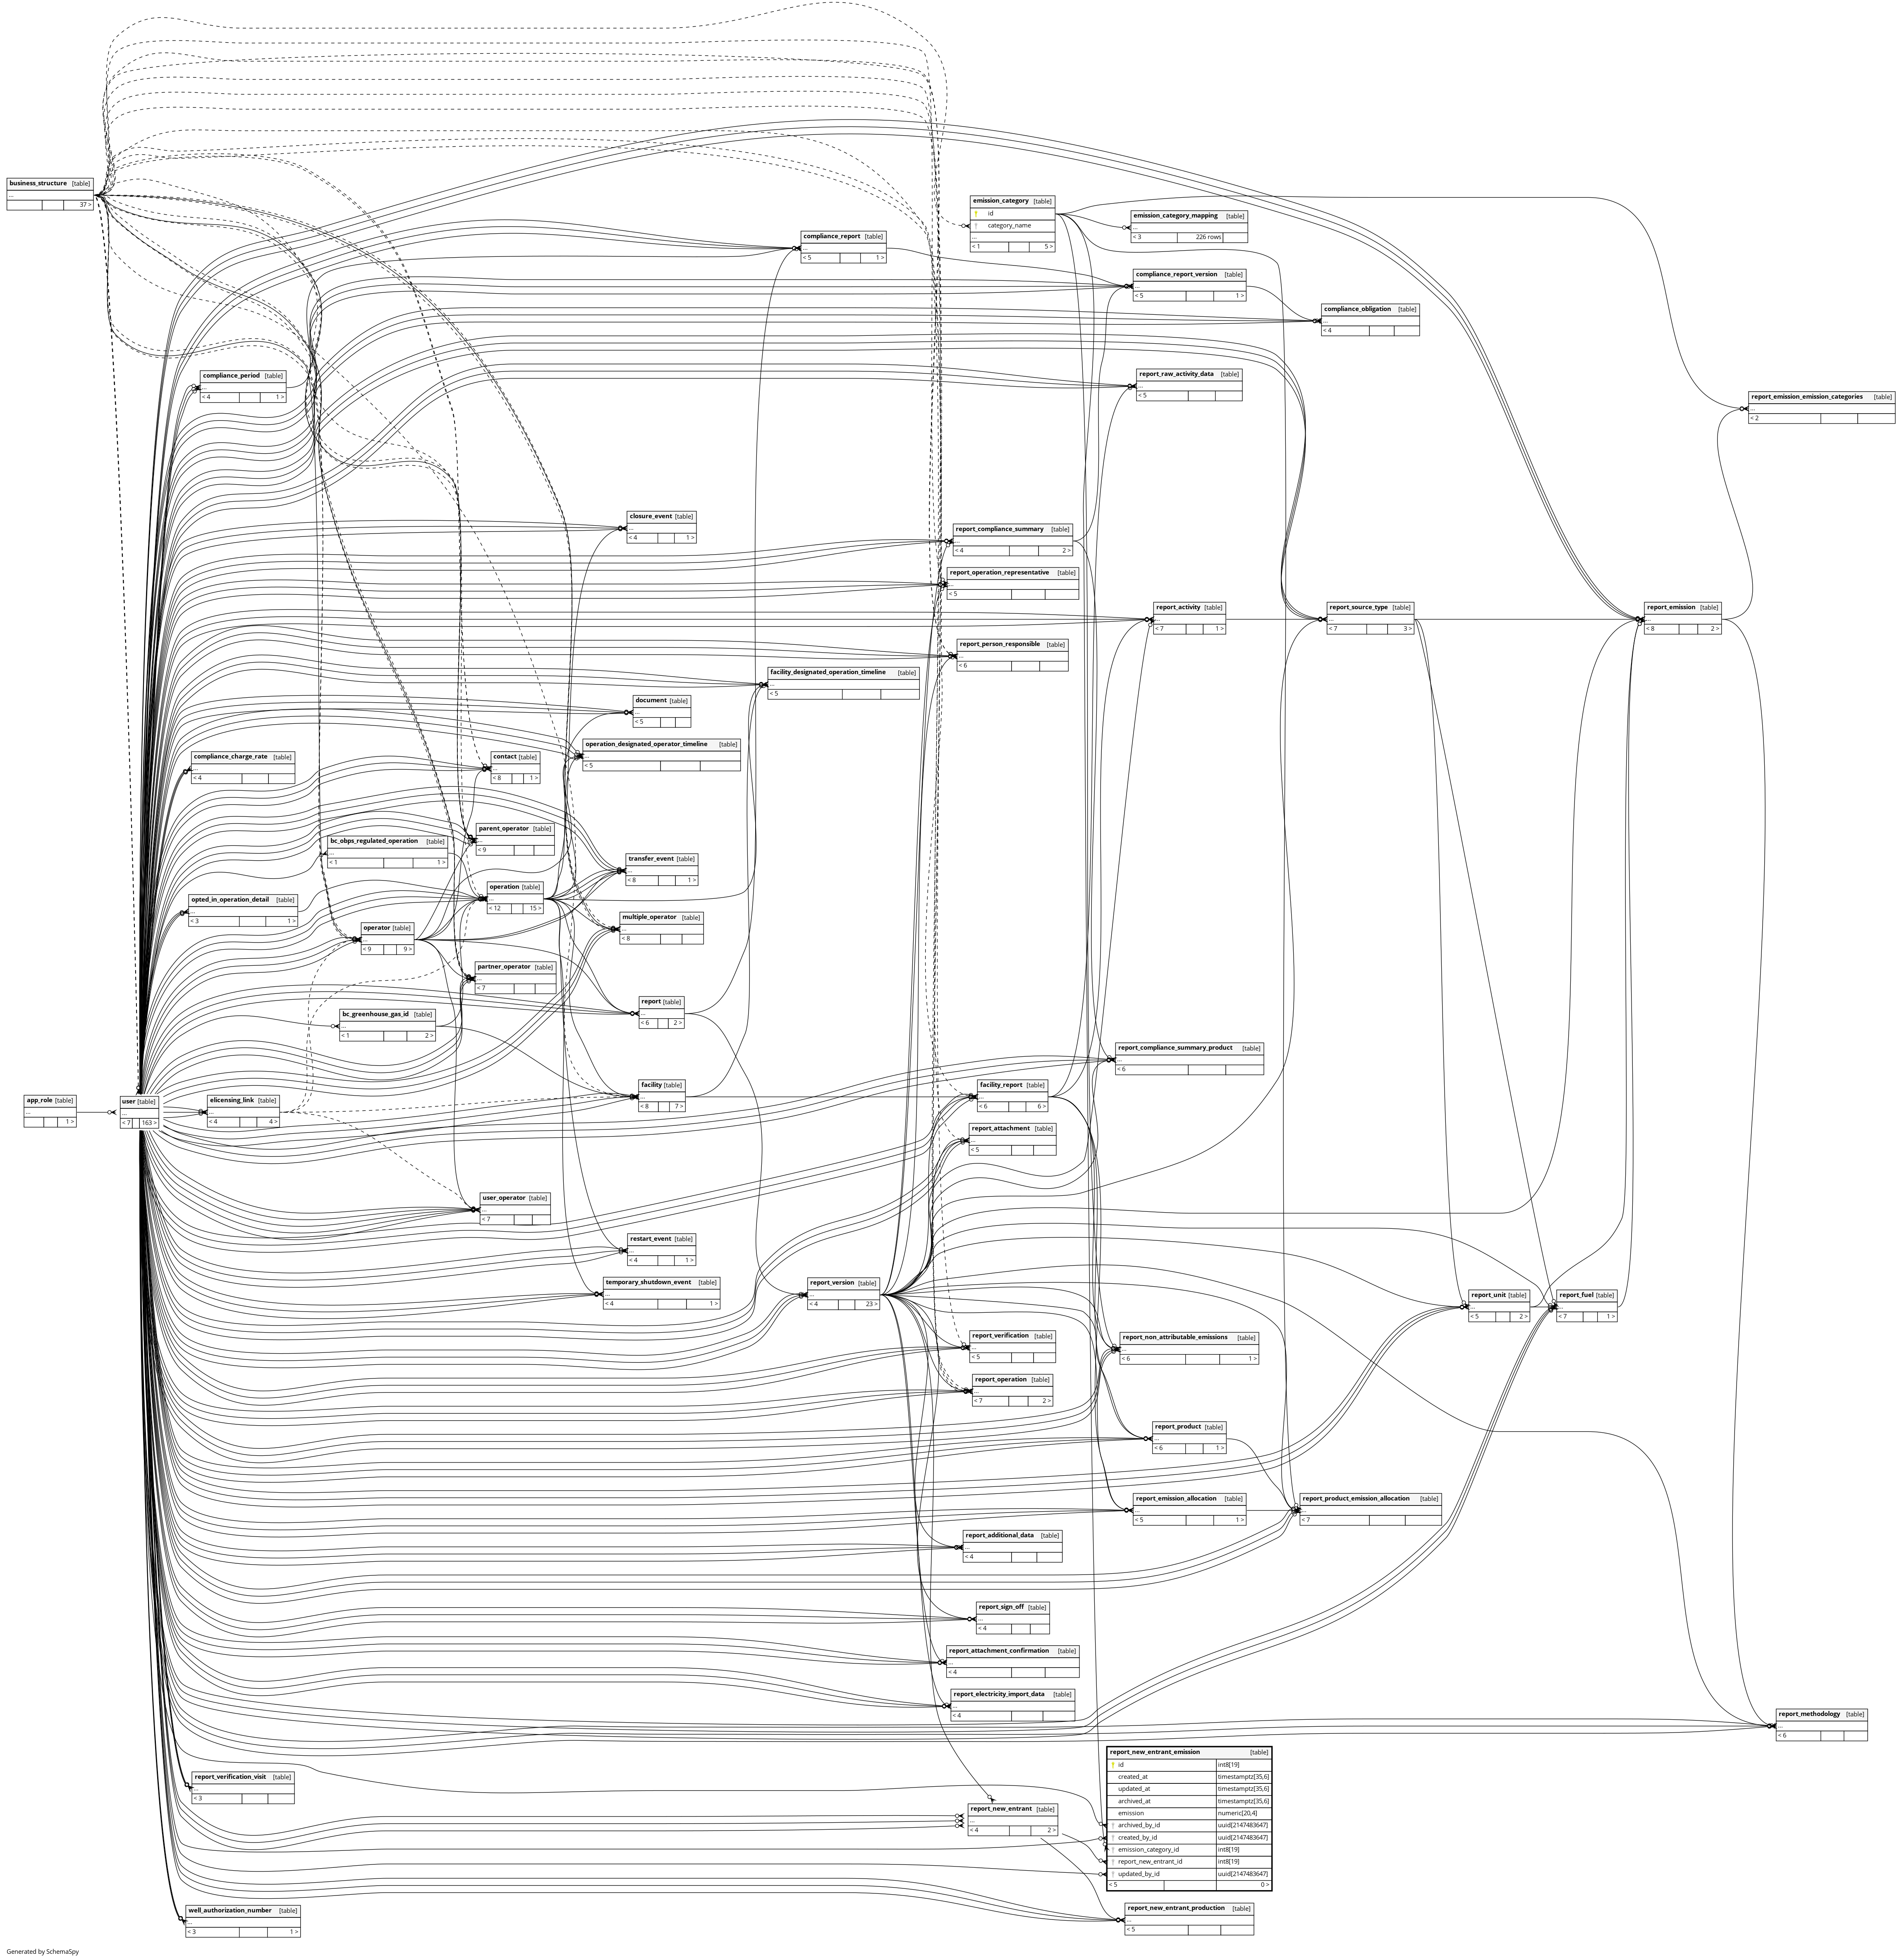 business_structure [table]
...
37 >
emission_category [table]
id
category_name
...
< 1 5 >
emission_category_mapping [table]
...
< 3 226 rows
compliance_report [table]
...
< 5 1 >
compliance_report_version [table]
...
< 5 1 >
compliance_obligation [table]
...
< 4
compliance_period [table]
...
< 4 1 >
report_raw_activity_data [table]
...
< 5
report_emission_emission_categories [table]
...
< 2
closure_event [table]
...
< 4 1 >
report_compliance_summary [table]
...
< 4 2 >
report_operation_representative [table]
...
< 5
report_activity [table]
...
< 7 1 >
report_source_type [table]
...
< 7 3 >
report_emission [table]
...
< 8 2 >
report_person_responsible [table]
...
< 6
facility_designated_operation_timeline [table]
...
< 5
document [table]
...
< 5
operation_designated_operator_timeline [table]
...
< 5
compliance_charge_rate [table]
...
< 4
contact [table]
...
< 8 1 >
parent_operator [table]
...
< 9
bc_obps_regulated_operation [table]
...
< 1 1 >
transfer_event [table]
...
< 8 1 >
operation [table]
...
< 12 15 >
opted_in_operation_detail [table]
...
< 3 1 >
multiple_operator [table]
...
< 8
operator [table]
...
< 9 9 >
partner_operator [table]
...
< 7
report [table]
...
< 6 2 >
bc_greenhouse_gas_id [table]
...
< 1 2 >
report_compliance_summary_product [table]
...
< 6
facility [table]
...
< 8 7 >
facility_report [table]
...
< 6 6 >
app_role [table]
...
1 >
user [table]
...
< 7 163 >
elicensing_link [table]
...
< 4 4 >
report_attachment [table]
...
< 5
user_operator [table]
...
< 7
restart_event [table]
...
< 4 1 >
temporary_shutdown_event [table]
...
< 4 1 >
report_version [table]
...
< 4 23 >
report_unit [table]
...
< 5 2 >
report_fuel [table]
...
< 7 1 >
report_verification [table]
...
< 5
report_non_attributable_emissions [table]
...
< 6 1 >
report_operation [table]
...
< 7 2 >
report_product [table]
...
< 6 1 >
report_emission_allocation [table]
...
< 5 1 >
report_product_emission_allocation [table]
...
< 7
report_additional_data [table]
...
< 4
report_sign_off [table]
...
< 4
report_attachment_confirmation [table]
...
< 4
report_electricity_import_data [table]
...
< 4
report_methodology [table]
...
< 6
report_new_entrant_emission [table]
id int8[19]
created_at timestamptz[35,6]
updated_at timestamptz[35,6]
archived_at timestamptz[35,6]
emission numeric[20,4]
archived_by_id uuid[2147483647]
created_by_id uuid[2147483647]
emission_category_id int8[19]
report_new_entrant_id int8[19]
updated_by_id uuid[2147483647]
< 5 0 >
report_verification_visit [table]
...
< 3
report_new_entrant [table]
...
< 4 2 >
well_authorization_number [table]
...
< 3 1 >
report_new_entrant_production [table]
...
< 5
Generated by SchemaSpy